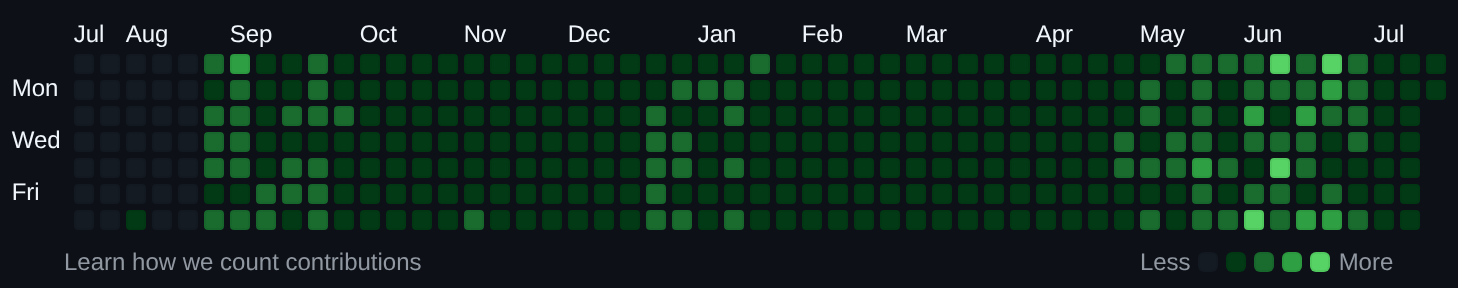 Jul Aug Sep Oct Nov Dec Jan Feb Mar Apr May Jun Jul
Mon
Wed
Fri
Learn how we count contributions Less More